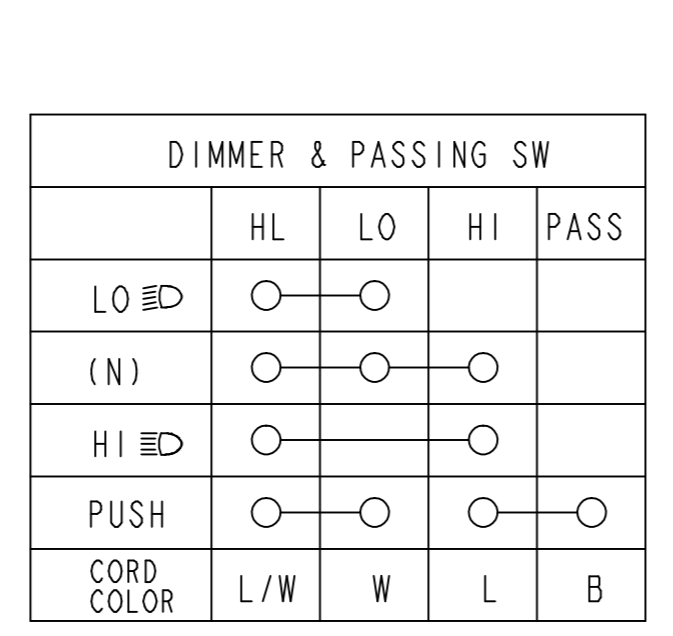 DIMMER & PASSING SW
HL LO HI PASS
LO
(N)
HI
PUSH
CORD
COLOR L/W W L B